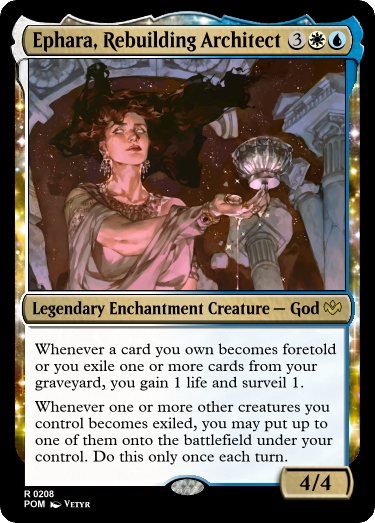 Ephara, Rebuilding Architect 3
Legendary Enchantment Creature — God
Whenever a card you own becomes foretold
or you exile one or more cards from your
graveyard, you gain 1 life and surveil 1.
Whenever one or more other creatures you
control becomes exiled, you may put up to
one of them onto the battlefield under your
control. Do this only once each turn.
4/4
R 0208
POM Vetyr